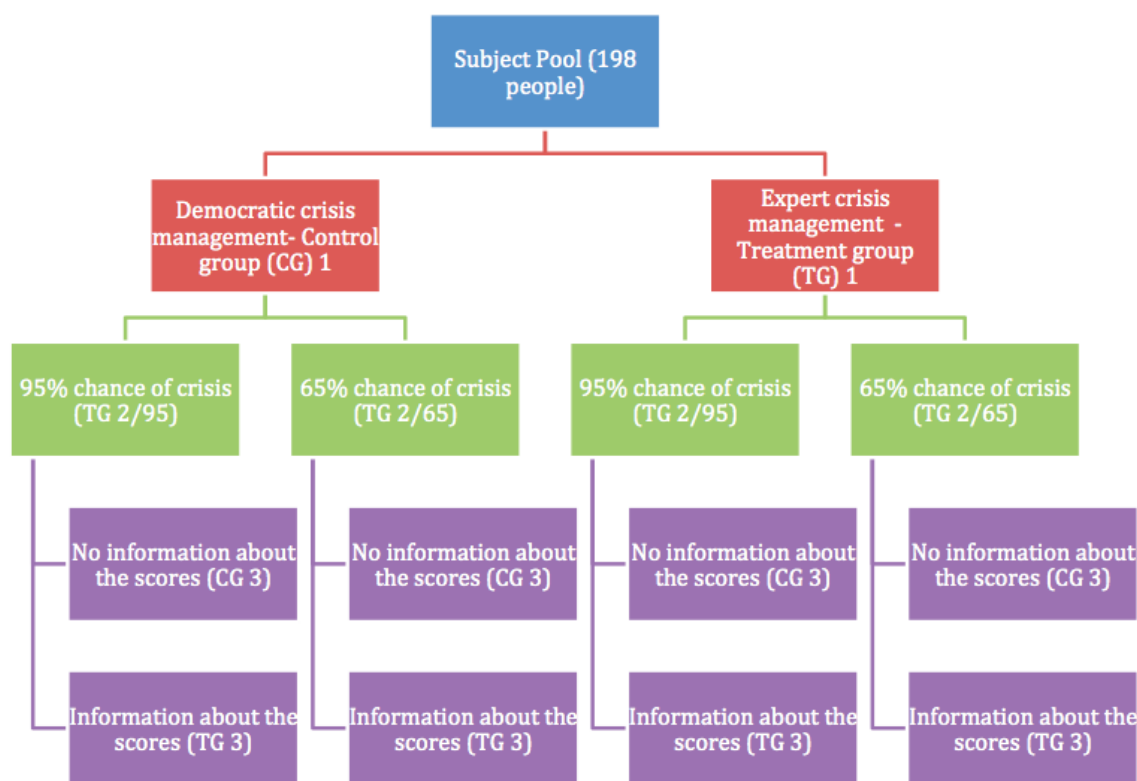 Subject Pool (198
people)
Democratic crisis
management- Control
group (CG) 1
Expert crisis
management -
Treatment group
(TG) 1
95% chance of crisis
(TG 2/95)
65% chance of crisis
(TG 2/65)
95% chance of crisis
(TG 2/95)
65% chance of crisis
(TG 2/65)
No information about
the scores (CG 3)
No information about
the scores (CG 3)
No information about
the scores (CG 3)
No information about
the scores (CG 3)
Information about the
scores (TG 3)
Information about the
scores (TG 3)
Information about the
scores (TG 3)
Information about the
scores (TG 3)